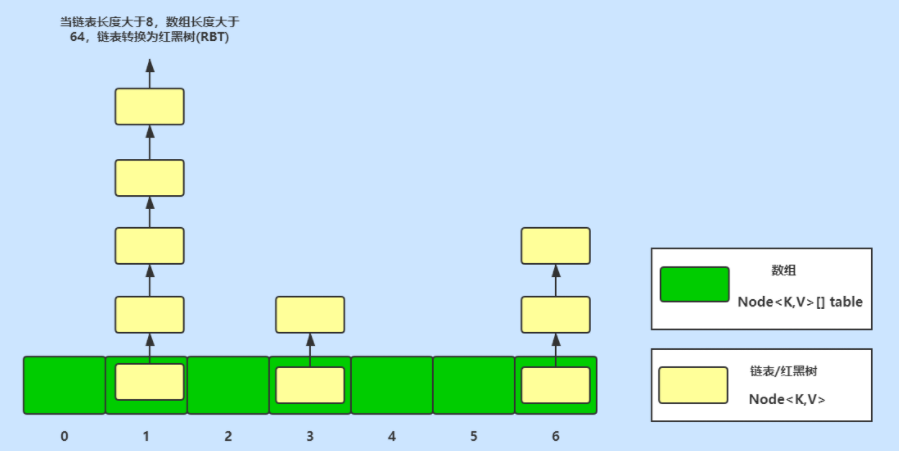 当链表长度大于8，数组长度大于
64，链表转换为红黑树(RBT)
数组
Node<K,V>[] table
链表/红黑树
Node<K,V>
0 1 2 3 4 5 6